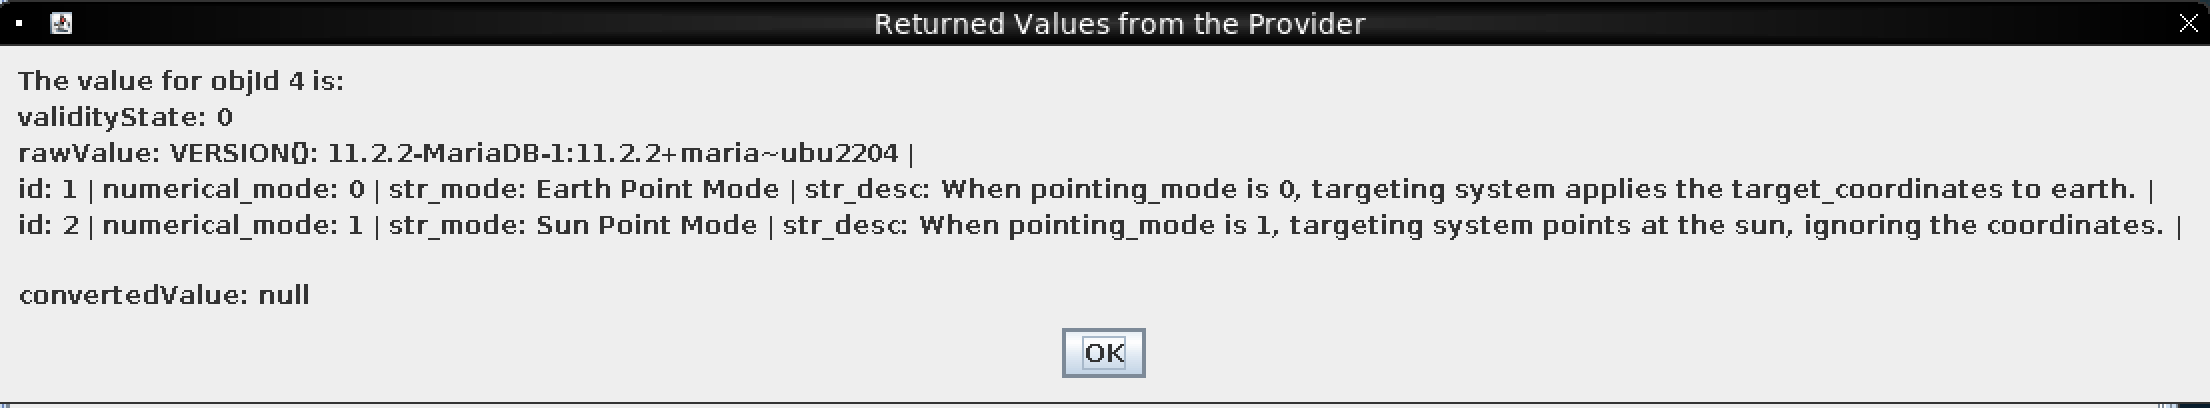 Returned Values from the Provider
The value for objId 4 is:
validityState: 0
rawValue: VERSION(): 11.2.2-MariaDB-1:11.2.2+maria~ubu2204 |
id: 1 | numerical_mode: 0 | str_mode: Earth Point Mode | str_desc: When pointing_mode is 0, targeting system applies the target_coordinates to earth. |
id: 2 | numerical_mode: 1 | str_mode: Sun Point Mode | str_desc: When pointing_mode is 1, targeting system points at the sun, ignoring the coordinates. |
convertedValue: null
OK